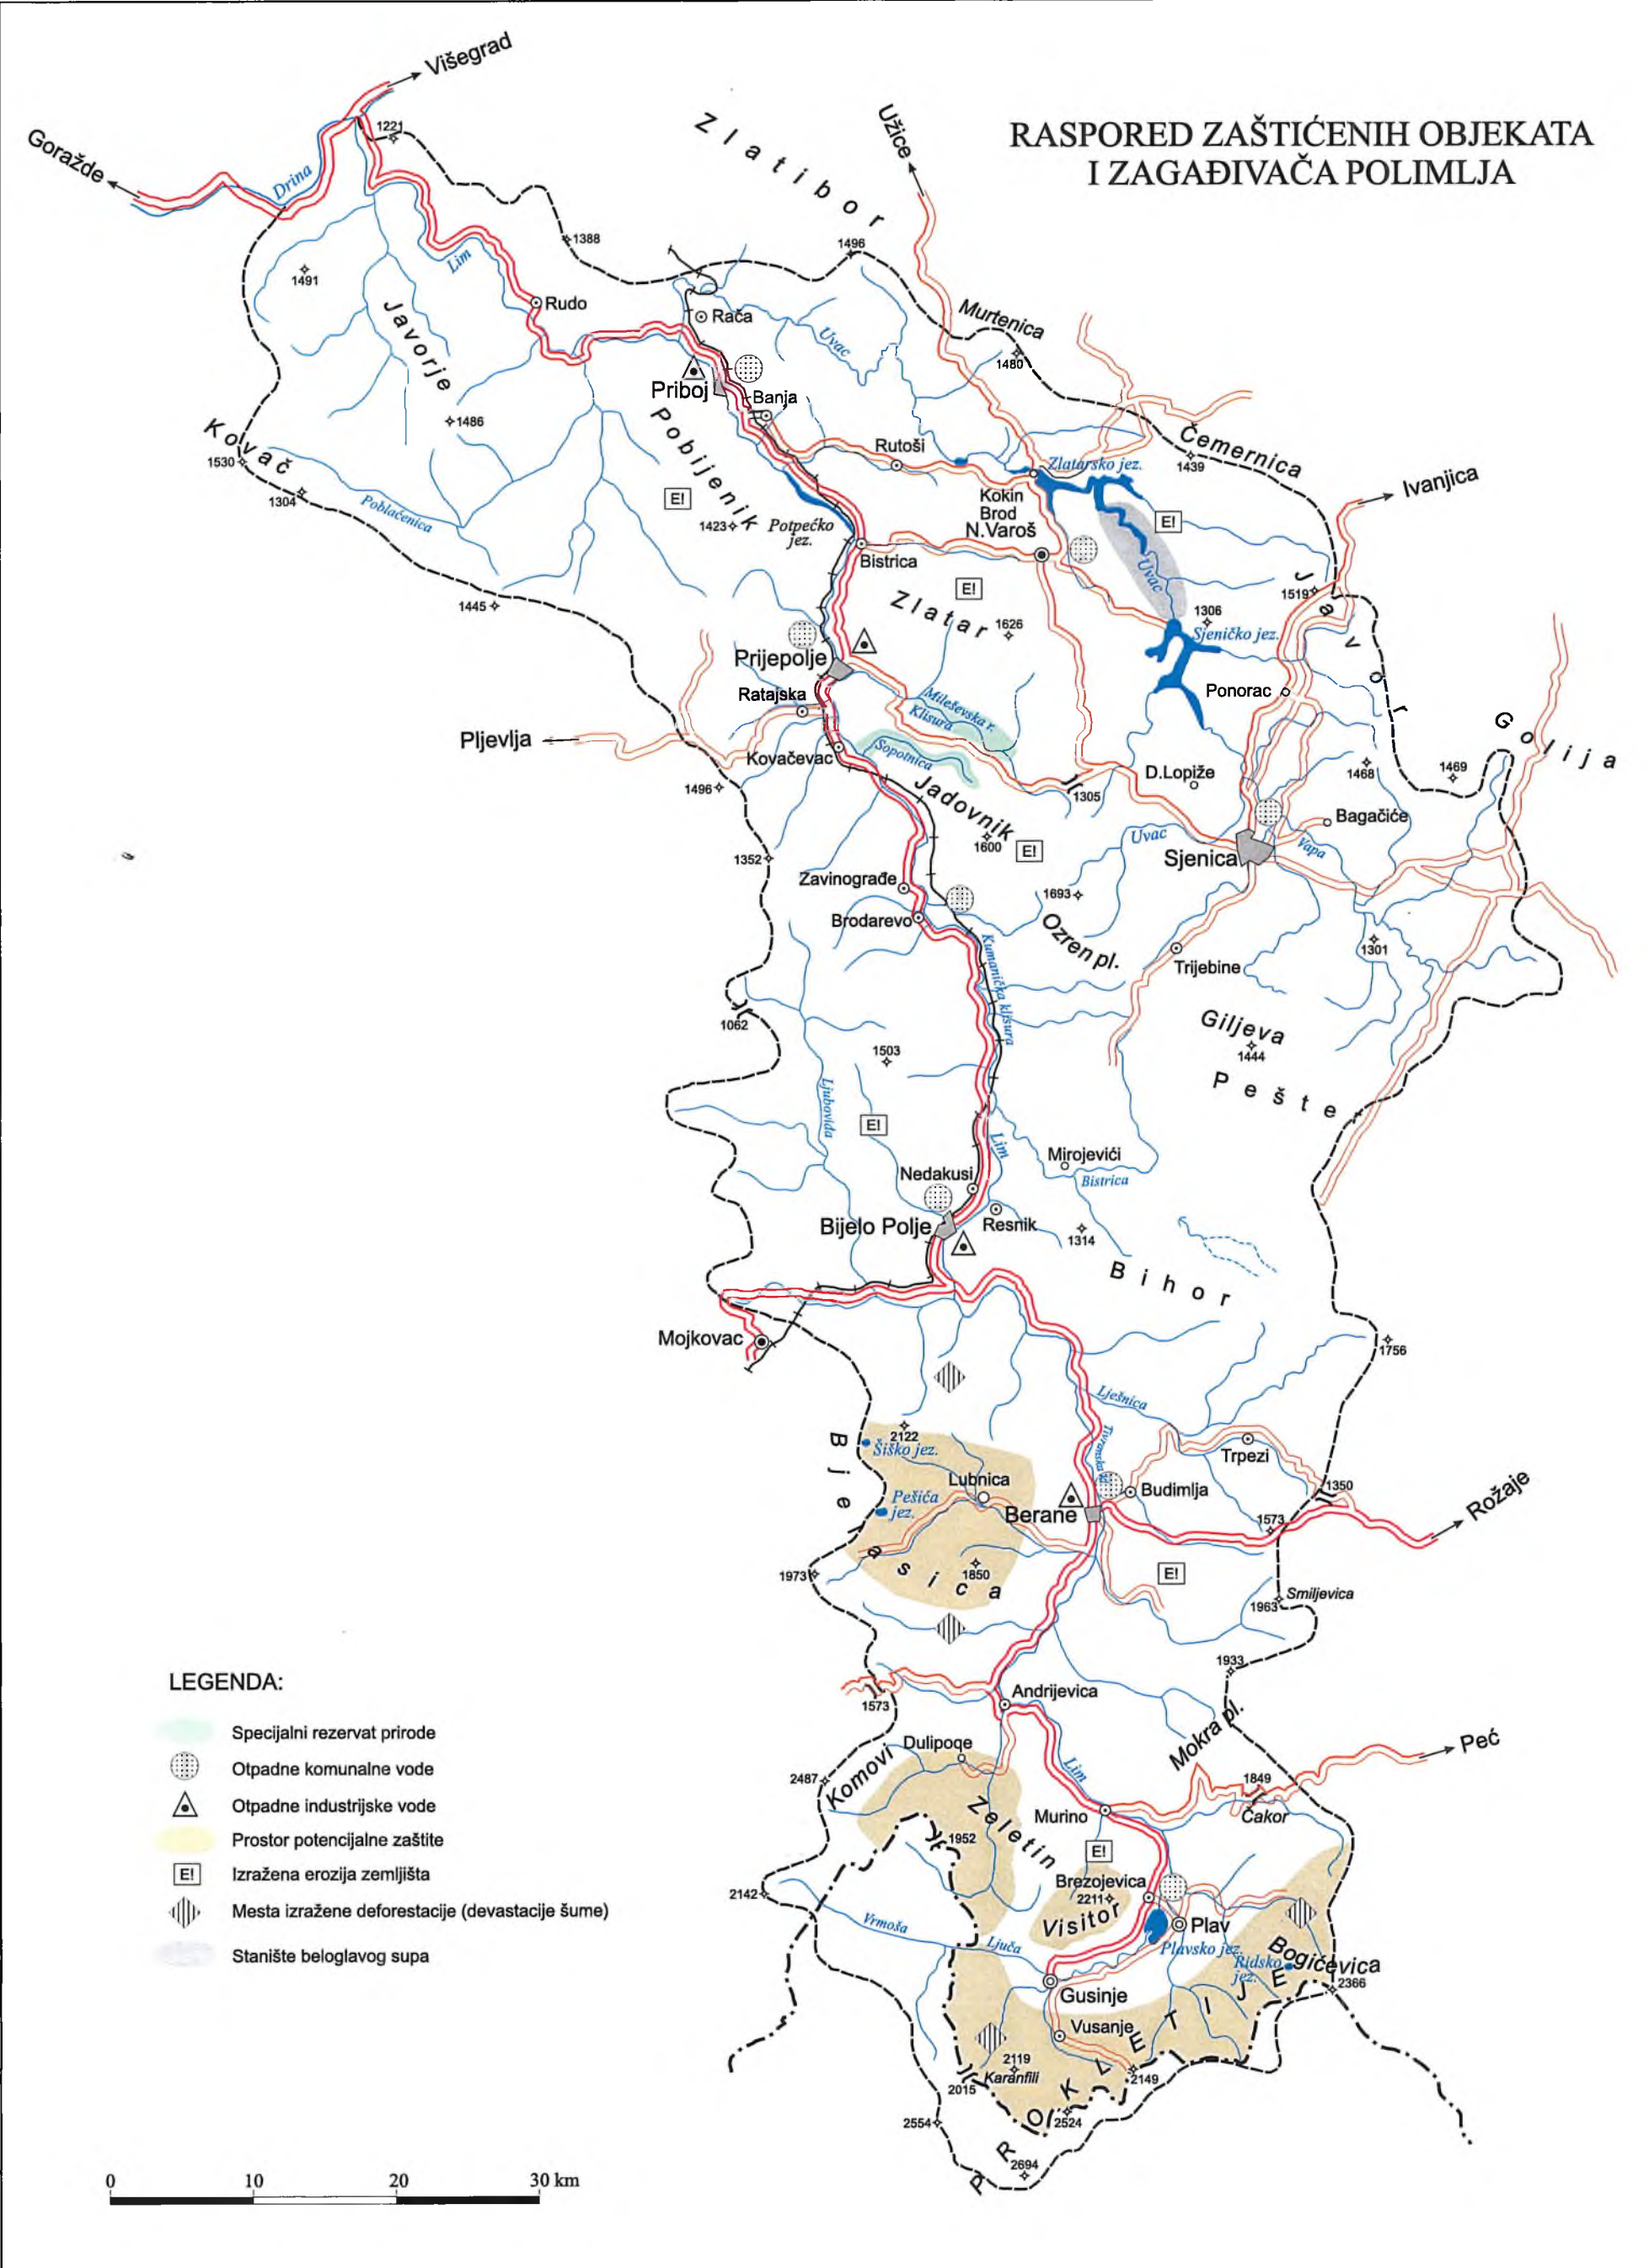 RASPORED ZAŠTIĆENIH OBJEKATA
I ZAGAĐIVAČA POLIMLJA
Višegrad
Goražde
Drina
1221
Zlatibor
Užice
Lim
1388
1496
1491
Javorje
Rudo
Rača
Uvac
Murtenica
1480
Priboj
Banja
1486
Pobijenik
Kovač
1530
1304
Poblaćenica
Rutoši
Zlatarsko jez.
Čemernica
1439
Ivanjica
Kokin
Brod
N.Varoš
E!
1423
Potpećko
jez.
E!
Bistrica
Uvac
E!
Javor
1519
1445
Zlatar
1626
1306
Sjeničko jez.
Prijepolje
Ratajska
Mileševska r.
Klisura
Ponorac
Pljevlja
Kovačevac
Sopotnica
Golija
D.Lopiže
1468
1469
1496
Jadovnik
1305
1600
E!
Bagačiće
Uvac
Vapa
Sjenica
1352
Zavinograđe
1693
Brodarevo
Ozren pl.
1301
Kumanička klisura
Trijebine
1062
Giljeva
1444
1503
Pešte
Ljuboviđa
E!
Lim
Mirojevići
Bistrica
Nedakusi
Bijelo Polje
Resnik
1314
Bihor
Mojkovac
1756
Lješnica
Bjelasica
2122
Šiško jez.
Tivranska kl.
Trpezi
Lubnica
Pešića
jez.
Budimlja
1350
Berane
Rožaje
1573
1973
1850
E!
Smiljevica
1963
1933
1573
Andrijevica
Mokra pl.
Dulipoqe
Komovi
2487
Lim
Peć
1849
Čakor
Murino
Zeletin
1952
E!
Brezojevica
2211
Visitor
2142
Vrmoša
Ljuča
Plav
Plavsko jez.
Ridsko
jez.
Bogićevica
2366
Gusinje
Vusanje
PROKLETIJE
2119
Karanfili
2015
2149
2554
2524
2694
LEGENDA:
Specijalni rezervat prirode
Otpadne komunalne vode
Otpadne industrijske vode
Prostor potencijalne zaštite
E! Izražena erozija zemljišta
Mesta izražene deforestacije (devastacije šume)
Stanište beloglavog supa
0 10 20 30 km